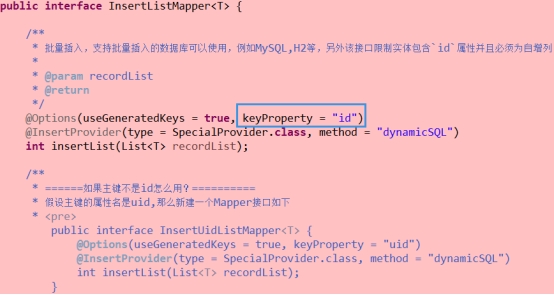 public interface InsertListMapper<T> {
/**
* 批量插入，支持批量插入的数据库可以使用，例如MySQL,H2等，另外该接口限制实体包含`id`属性并且必须为自增列
*
* @param recordList
* @return
*/
@Options(useGeneratedKeys = true, keyProperty = "id")
@InsertProvider(type = SpecialProvider.class, method = "dynamicSQL")
int insertList(List<T> recordList);
/**
* ======如果主键不是id怎么用？==========
* 假设主键的属性名是uid,那么新建一个Mapper接口如下
* <pre>
public interface InsertUidListMapper<T> {
@Options(useGeneratedKeys = true, keyProperty = "uid")
@InsertProvider(type = SpecialProvider.class, method = "dynamicSQL")
int insertList(List<T> recordList);
}